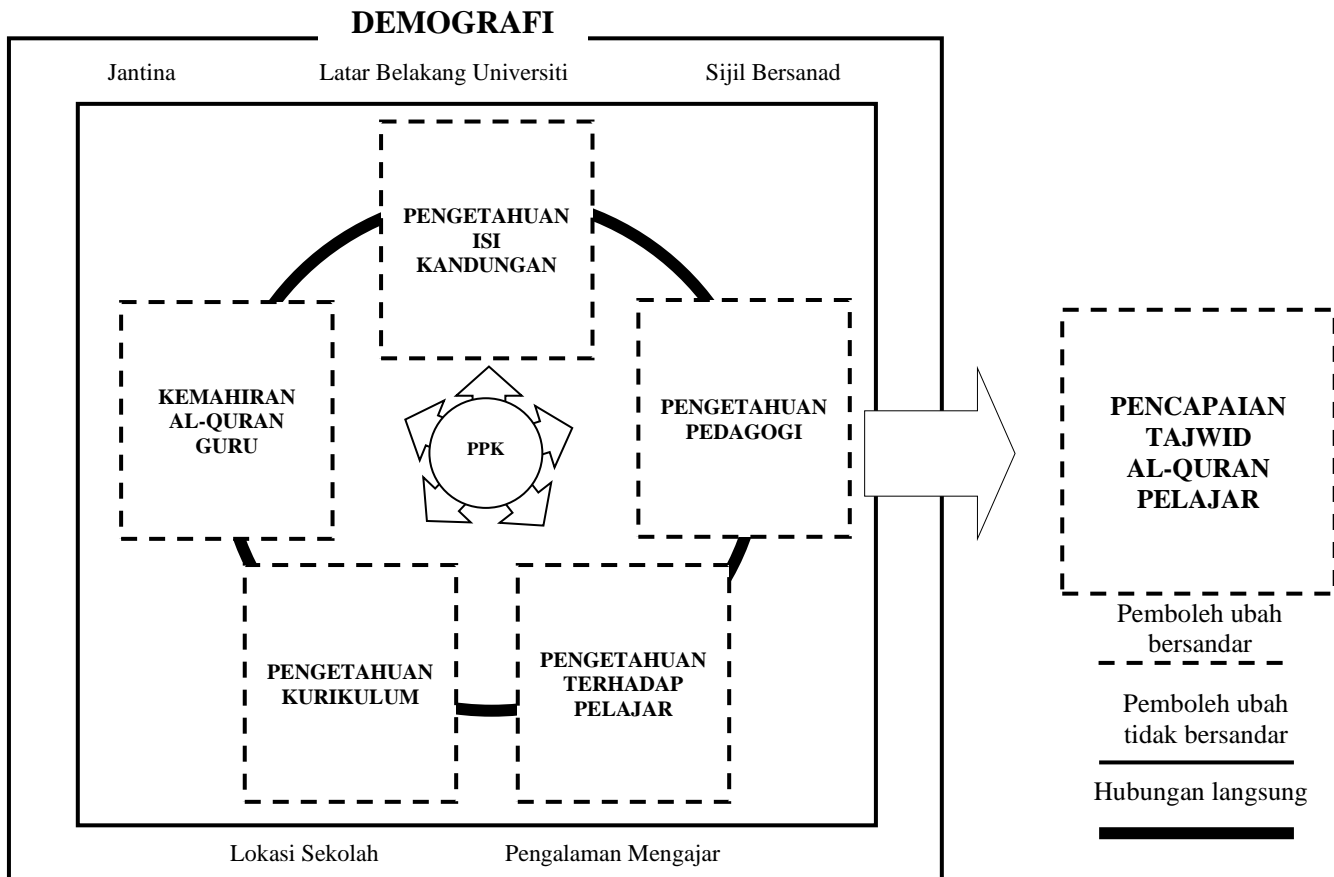 DEMOGRAFI
Jantina
Latar Belakang Universiti
Sijil Bersanad
PENGETAHUAN
ISI
KANDUNGAN
KEMAHIRAN
AL-QURAN
GURU
PPK
PENGETAHUAN
PEDAGOGI
PENGETAHUAN
KURIKULUM
PENGETAHUAN
TERHADAP
PELAJAR
Lokasi Sekolah
Pengalaman Mengajar
PENCAPAIAN
TAJWID
AL-QURAN
PELAJAR
Pemboleh ubah
bersandar
Pemboleh ubah
tidak bersandar
Hubungan langsung